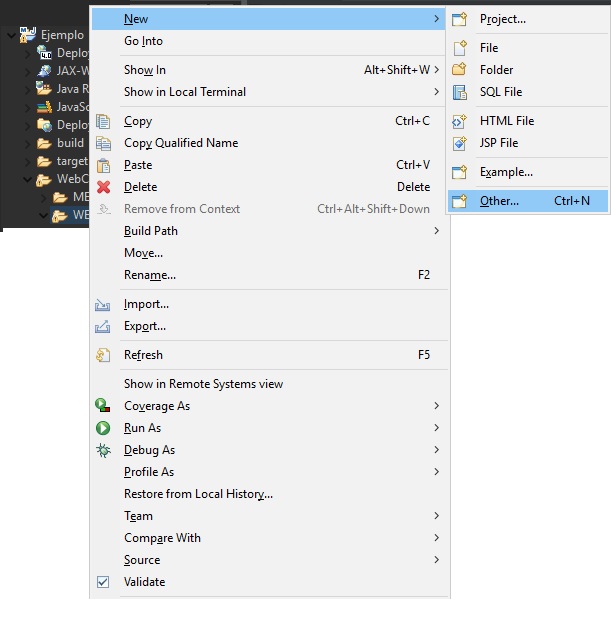 Ejemplo
Deploy
JAX-W
Java R
JavaSc
Deploy
build
target
WebC
ME
WE
New
Go Into
Show In Alt+Shift+W
Show in Local Terminal
Copy Ctrl+C
Copy Qualified Name
Paste Ctrl+V
Delete Delete
Remove from Context Ctrl+Alt+Shift+Down
Build Path
Move...
Rename... F2
Import...
Export...
Refresh F5
Show in Remote Systems view
Coverage As
Run As
Debug As
Profile As
Restore from Local History...
Team
Compare With
Source
Validate
Project...
File
Folder
SQL File
HTML File
JSP File
Example...
Other... Ctrl+N